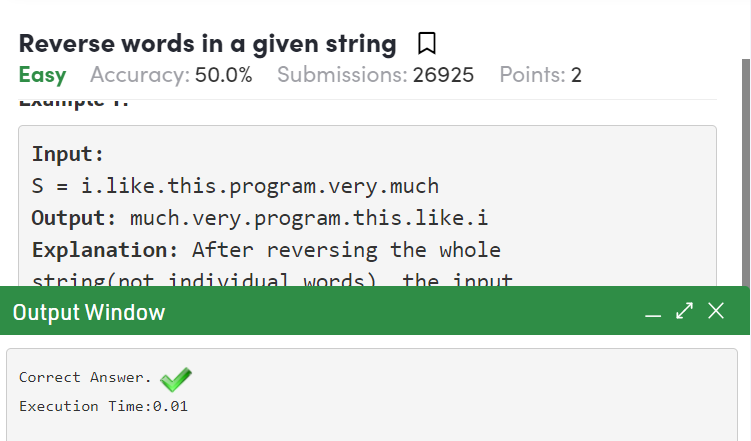 Reverse words in a given string
Easy Accuracy: 50.0% Submissions: 26925 Points: 2
Example 1:
Input:
S = i.like.this.program.very.much
Output: much.very.program.this.like.i
Explanation: After reversing the whole
string(not individual words), the input
Output Window
Correct Answer.
Execution Time:0.01